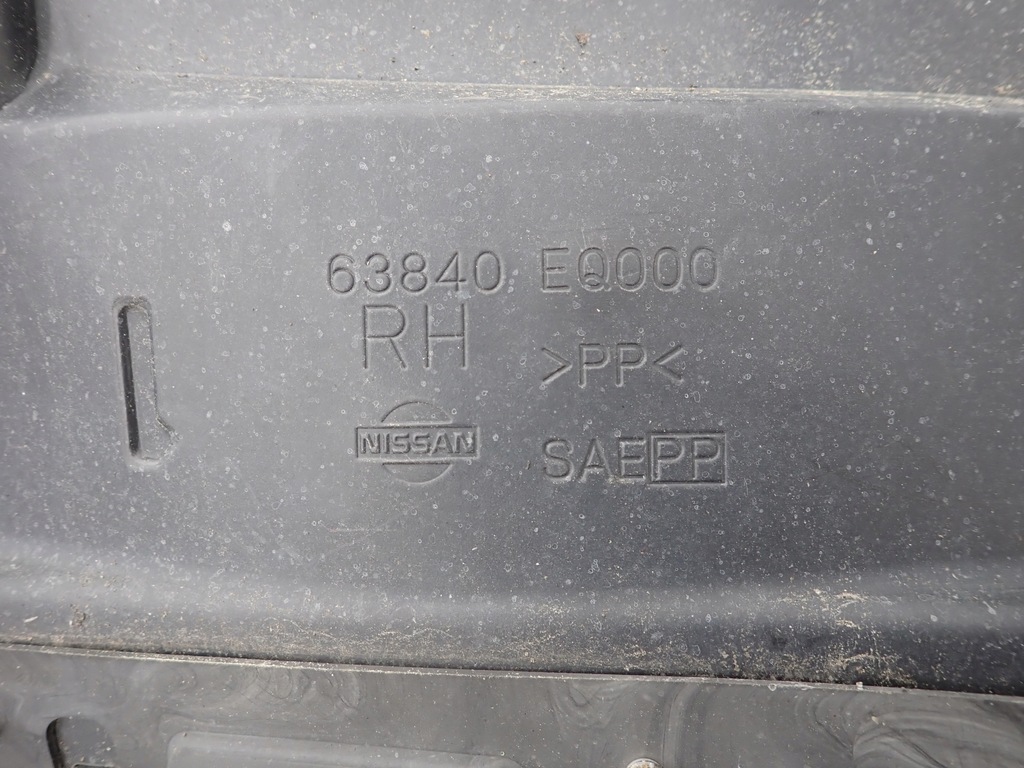 63840 EQ000
RH
>PP<
NISSAN
SAE PP